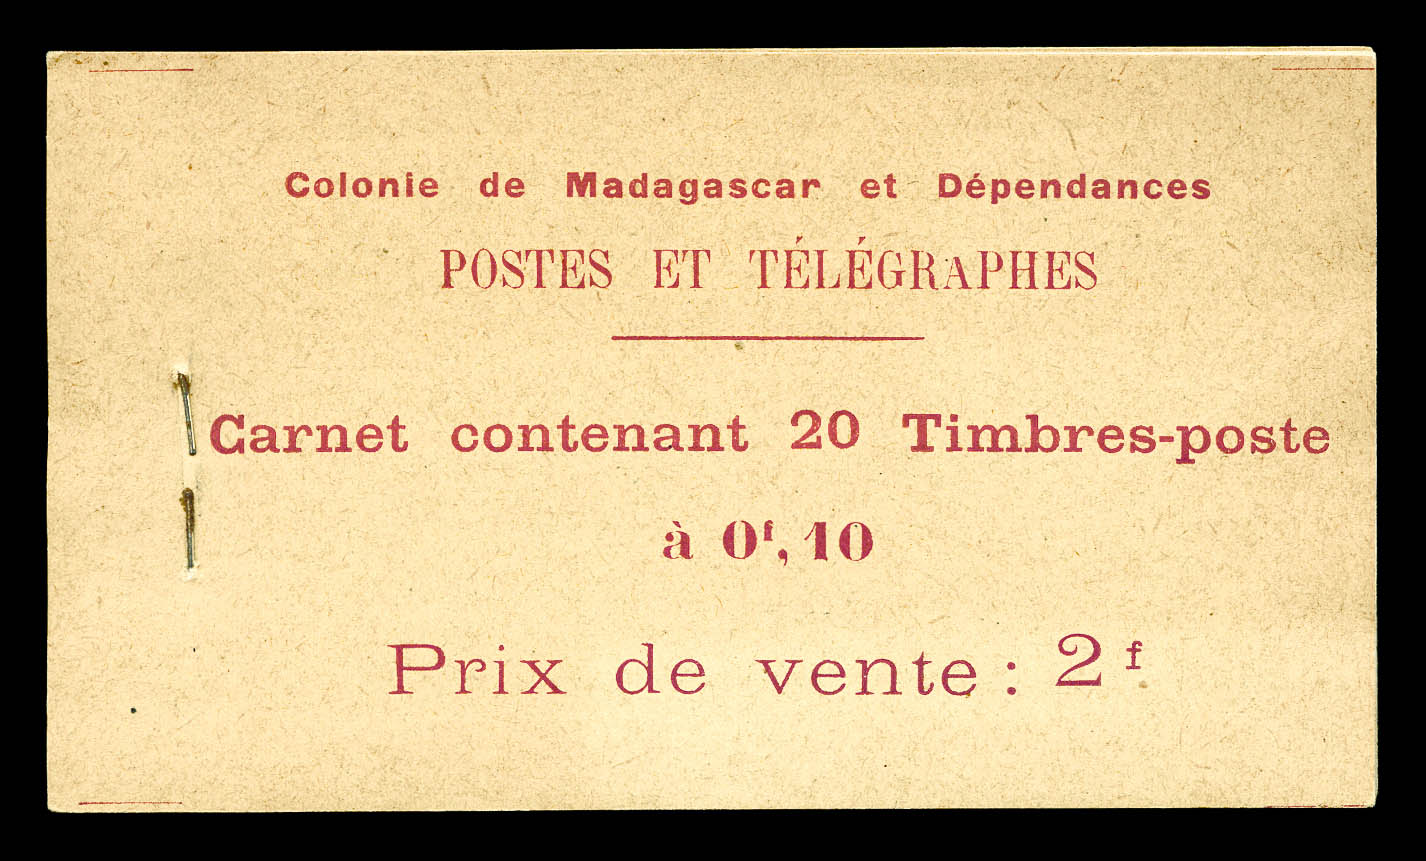 Colonie de Madagascar et Dépendances
POSTES ET TÉLÉGRAPHES
Carnet contenant 20 Timbres-poste
à 0f,10
Prix de vente : 2 f